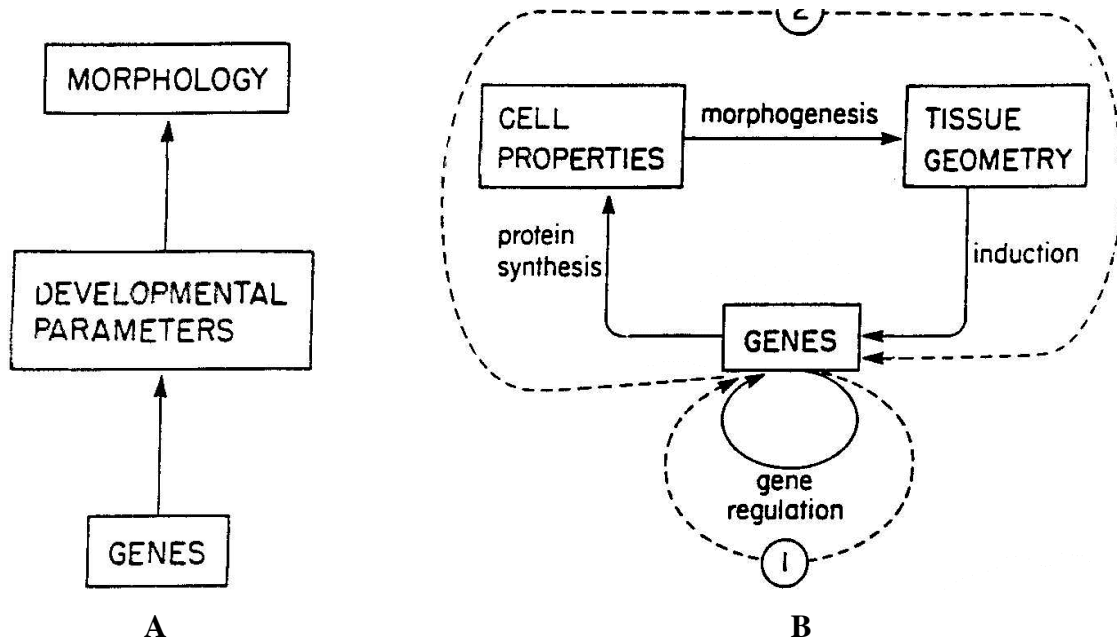 MORPHOLOGY
DEVELOPMENTAL
PARAMETERS
GENES
A
2
CELL
PROPERTIES
morphogenesis
TISSUE
GEOMETRY
protein
synthesis
induction
GENES
gene
regulation
1
B